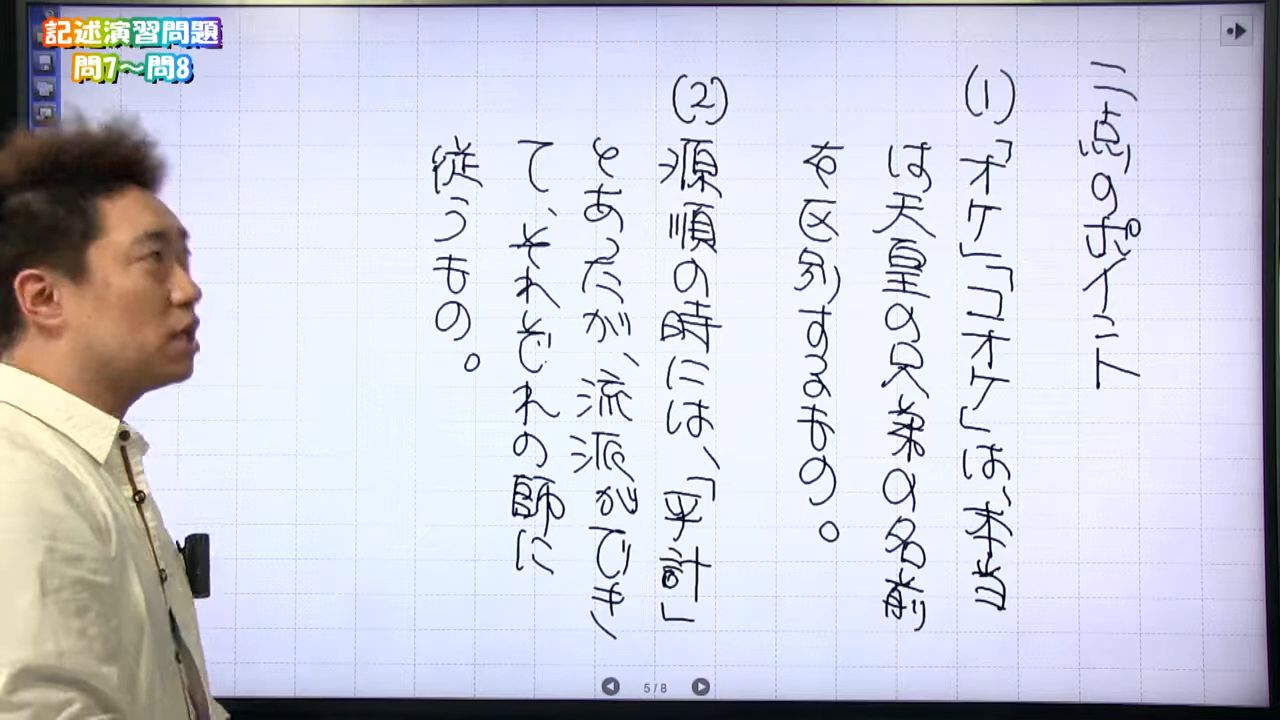 記述演習問題
問7～問8
二点のポイント
(1)
「オケ」「コオケ」は、本当
は天皇の兄弟の名前
を区別するもの。
(2)
源順の時には、「平計」
とあったが、流派ができ
て、それぞれの師に
従うもの。
5/8